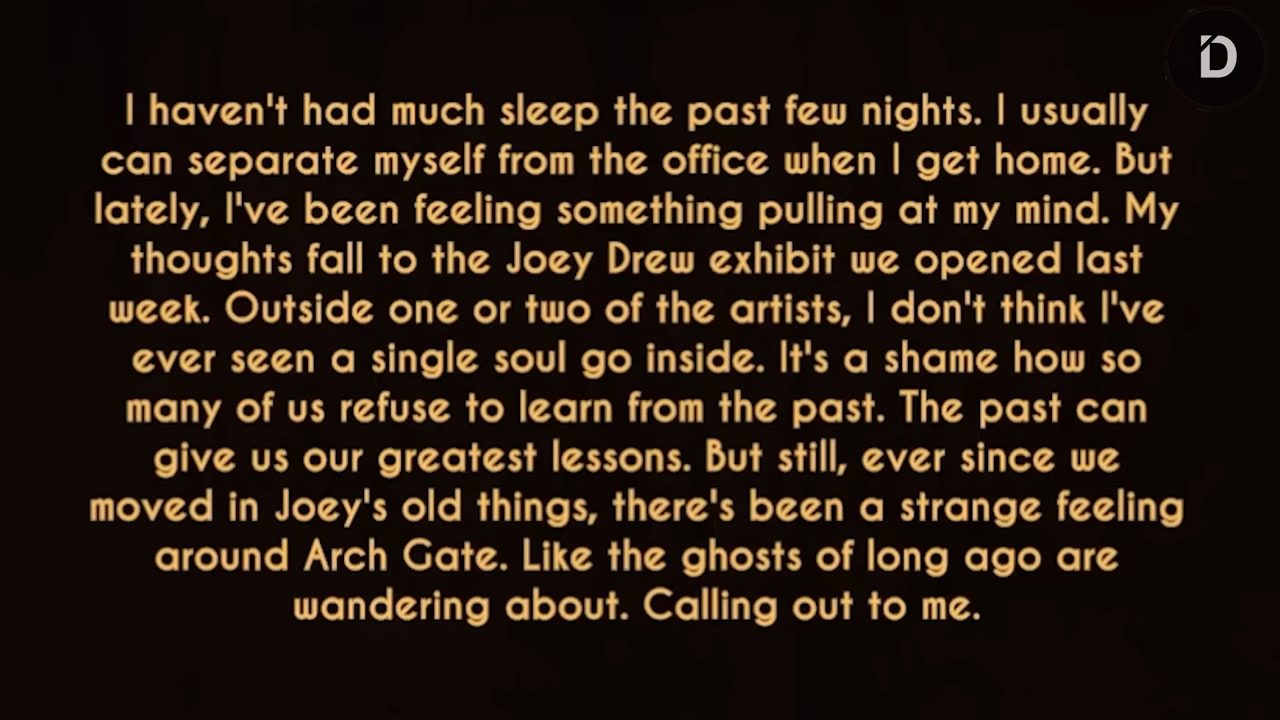 D
I haven't had much sleep the past few nights. I usually
can separate myself from the office when I get home. But
lately, I've been feeling something pulling at my mind. My
thoughts fall to the Joey Drew exhibit we opened last
week. Outside one or two of the artists, I don't think I've
ever seen a single soul go inside. It's a shame how so
many of us refuse to learn from the past. The past can
give us our greatest lessons. But still, ever since we
moved in Joey's old things, there's been a strange feeling
around Arch Gate. Like the ghosts of long ago are
wandering about. Calling out to me.